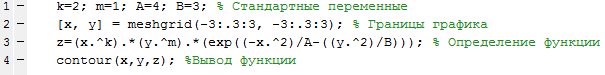 1 – k=2; m=1; A=4; B=3; % Стандартные переменные
2 – [x, y] = meshgrid(-3:.3:3, -3:.3:3); % Границы графика
3 – z=(x.^k).*(y.^m).*(exp((-x.^2)/A-((y.^2)/B))); % Определение функции
4 – contour(x,y,z); %Вывод функции